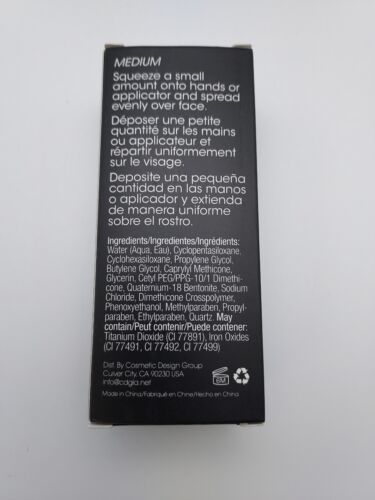 MEDIUM
Squeeze a small
amount onto hands or
applicator and spread
evenly over face.
Déposer une petite
quantité sur les mains
ou applicateur et
répartir uniformement
sur le visage.
Deposite una pequeña
cantidad en las manos
o aplicador y extienda
de manera uniforme
sobre el rostro.
Ingredients/Ingredientes/Ingrédients:
Water (Aqua, Eau), Cyclopentasiloxane,
Cyclohexasiloxane, Propylene Glycol,
Butylene Glycol, Caprylyl Methicone,
Glycerin, Cetyl PEG/PPG-10/1 Dimethi-
cone, Quaternium-18 Bentonite, Sodium
Chloride, Dimethicone Crosspolymer,
Phenoxyethanol, Methylparaben, Propyl-
paraben, Ethylparaben, Quartz. May
contain/Peut contenir/Puede contener:
Titanium Dioxide (CI 77891), Iron Oxides
(CI 77491, CI 77492, CI 77499)
Dist. By Cosmetic Design Group
Culver City, CA 90230 USA
info@cdgla.net
6M
Made in China/Fabriqué en Chine/Hecho en China